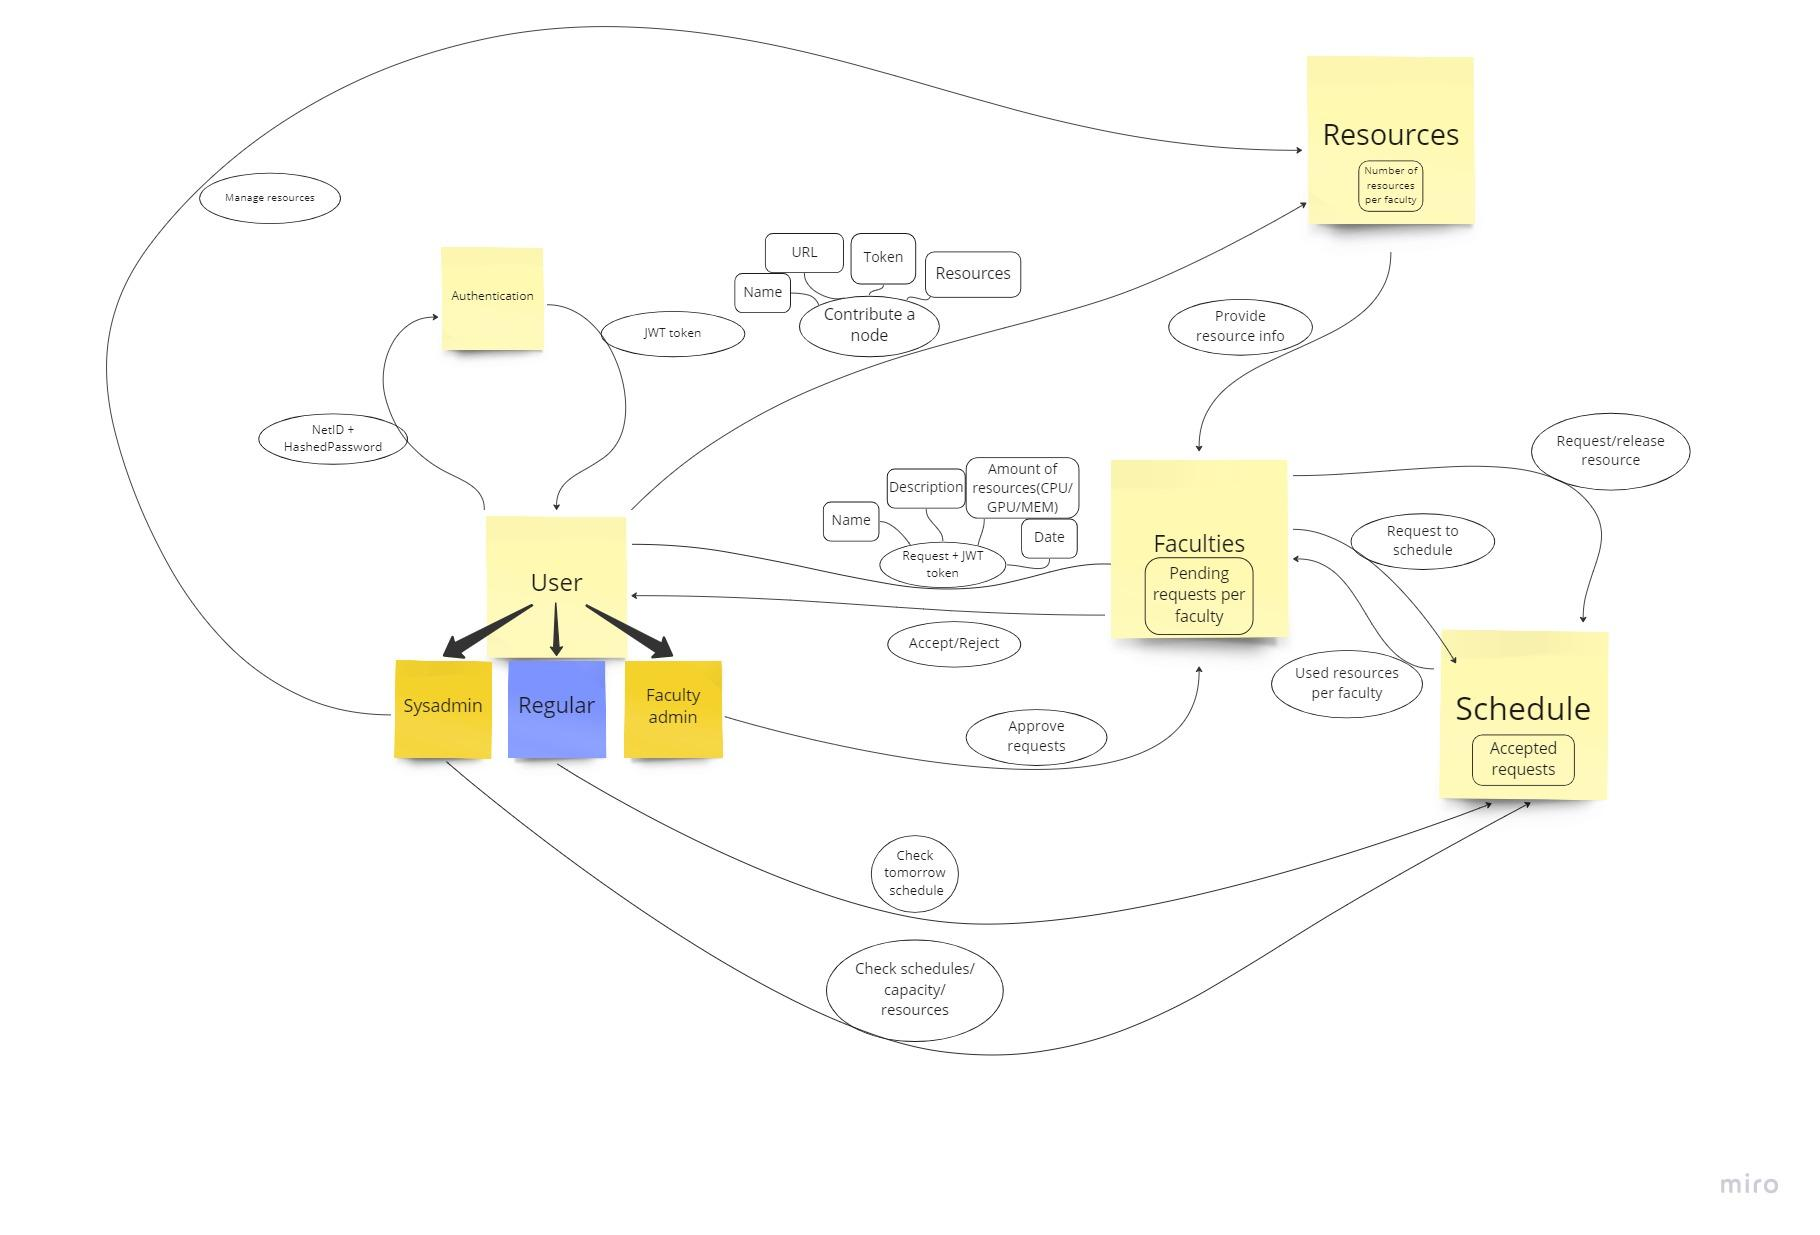 Resources
Number of
resources
per faculty
Manage resources
URL
Token
Resources
Name
Contribute a
node
Authentication
JWT token
Provide
resource info
NetID +
HashedPassword
Request/release
resource
Amount of
resources(CPU/
GPU/MEM)
Description
Name
Date
Request + JWT
token
Faculties
Pending
requests per
faculty
Request to
schedule
User
Accept/Reject
Used resources
per faculty
Sysadmin
Regular
Faculty
admin
Approve
requests
Schedule
Accepted
requests
Check
tomorrow
schedule
Check schedules/
capacity/
resources
miro